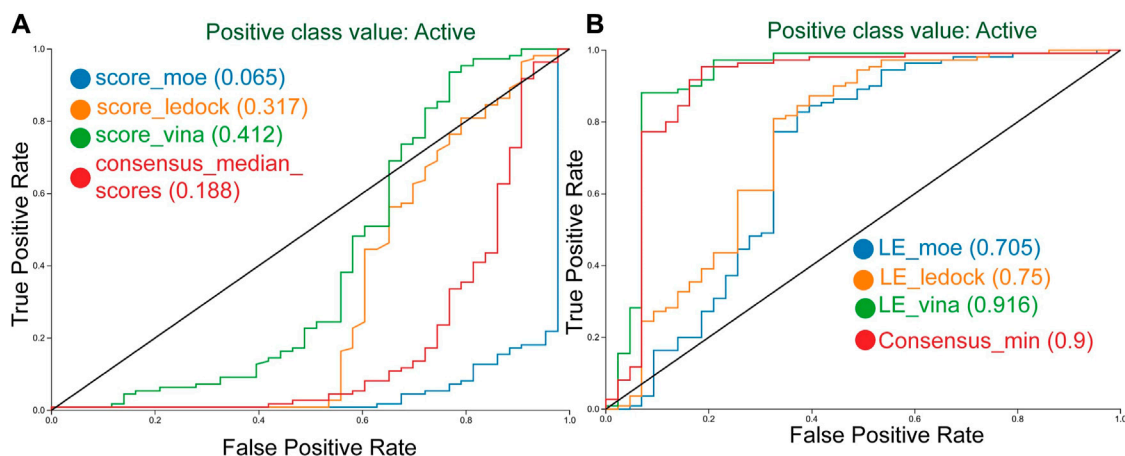 A
Positive class value: Active
1.0
0.8
0.6
0.4
0.2
0.0
score_moe (0.065)
score_ledock (0.317)
score_vina (0.412)
consensus_median_
scores (0.188)
True Positive Rate
0.0 0.2 0.4 0.6 0.8 1.0
False Positive Rate
B
Positive class value: Active
1.0
0.8
0.6
0.4
0.2
0.0
LE_moe (0.705)
LE_ledock (0.75)
LE_vina (0.916)
Consensus_min (0.9)
True Positive Rate
0.0 0.2 0.4 0.6 0.8 1.0
False Positive Rate